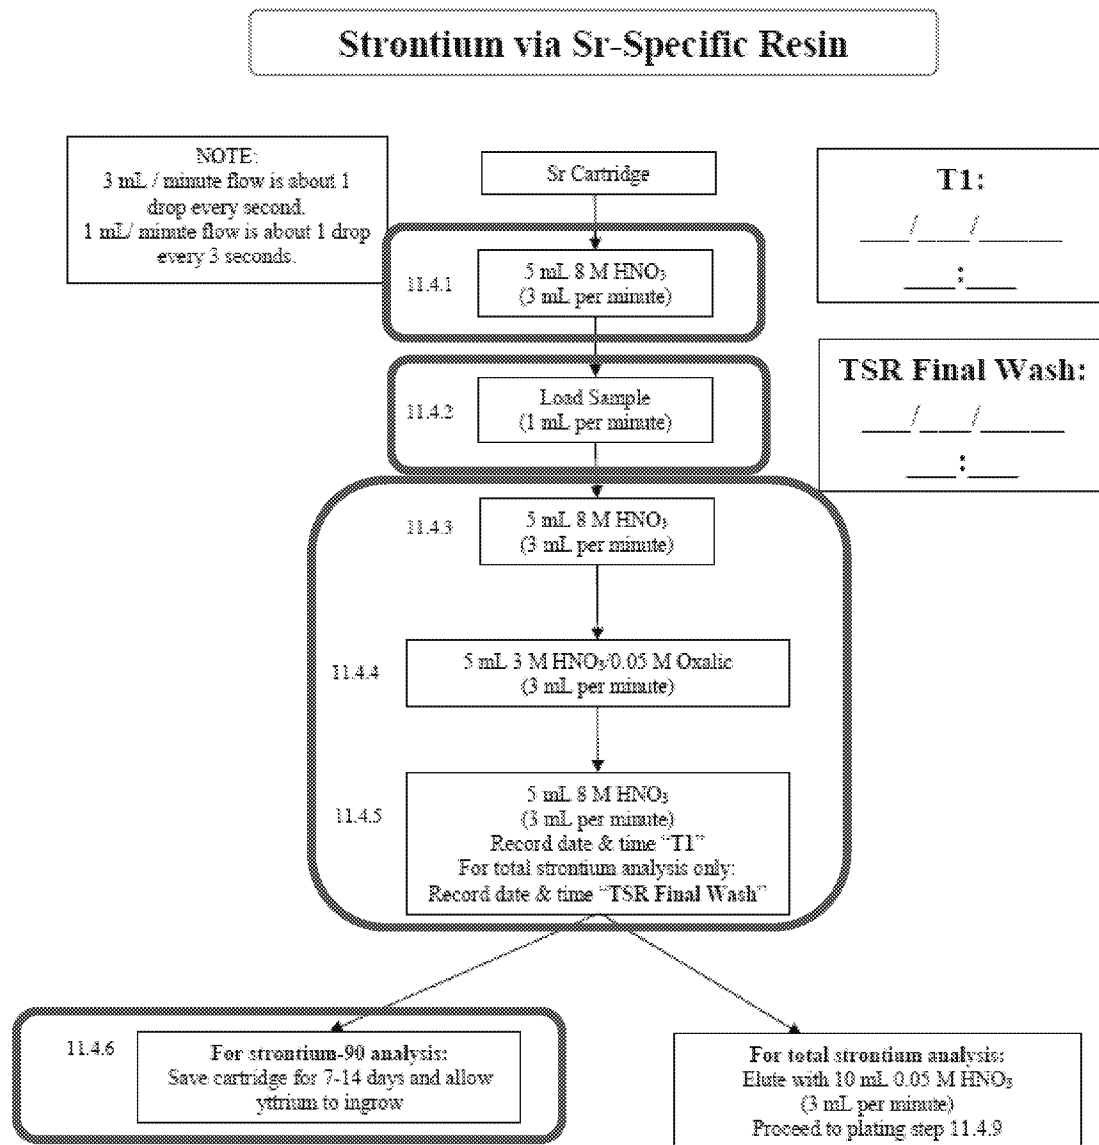 Strontium via Sr-Specific Resin
NOTE:
3 mL / minute flow is about 1
drop every second.
1 mL/ minute flow is about 1 drop
every 3 seconds.
Sr Cartridge
T1:
___/___/_____
___:___
11.4.1
5 mL 8 M HNO₃
(3 mL per minute)
TSR Final Wash:
___/___/_____
___:___
11.4.2
Load Sample
(1 mL per minute)
11.4.3
5 mL 8 M HNO₃
(3 mL per minute)
11.4.4
5 mL 3 M HNO₃/0.05 M Oxalic
(3 mL per minute)
11.4.5
5 mL 8 M HNO₃
(3 mL per minute)
Record date & time “T1”
For total strontium analysis only:
Record date & time “TSR Final Wash”
11.4.6
For strontium-90 analysis:
Save cartridge for 7-14 days and allow
yttrium to ingrow
For total strontium analysis:
Elute with 10 mL 0.05 M HNO₃
(3 mL per minute)
Proceed to plating step 11.4.9